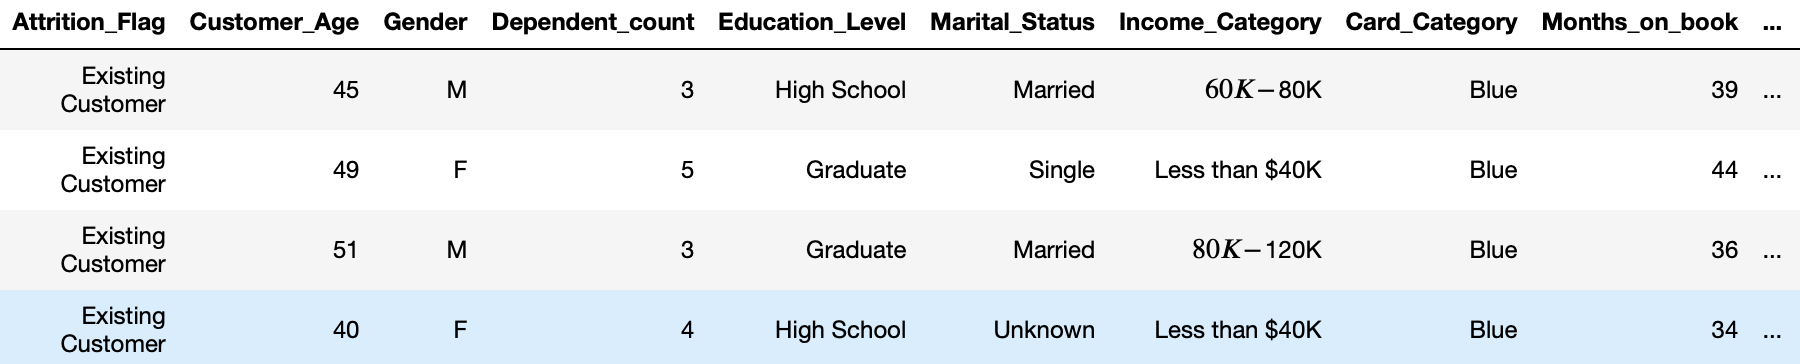 Attrition_Flag Customer_Age Gender Dependent_count Education_Level Marital_Status Income_Category Card_Category Months_on_book ...
Existing
Customer 45 M 3 High School Married 60K−80K Blue 39 ...
Existing
Customer 49 F 5 Graduate Single Less than $40K Blue 44 ...
Existing
Customer 51 M 3 Graduate Married 80K−120K Blue 36 ...
Existing
Customer 40 F 4 High School Unknown Less than $40K Blue 34 ...